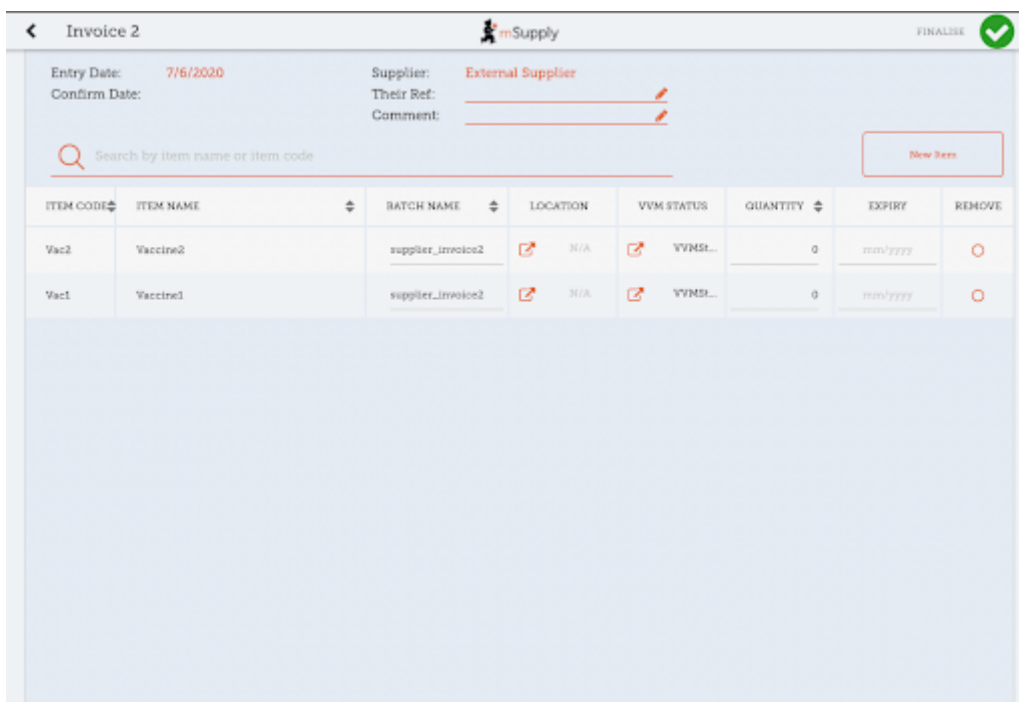 Invoice 2 mSupply FINALISE
Entry Date: 7/6/2020 Supplier: External Supplier
Confirm Date: Their Ref:
Comment:
Search by item name or item code New Item
ITEM CODE ITEM NAME BATCH NAME LOCATION VVM STATUS QUANTITY EXPIRY REMOVE
Vac2 Vaccine2 supplier_invoice2 N/A VVMSt... 0 mm/yyyy
Vac1 Vaccine1 supplier_invoice2 N/A VVMSt... 0 mm/yyyy